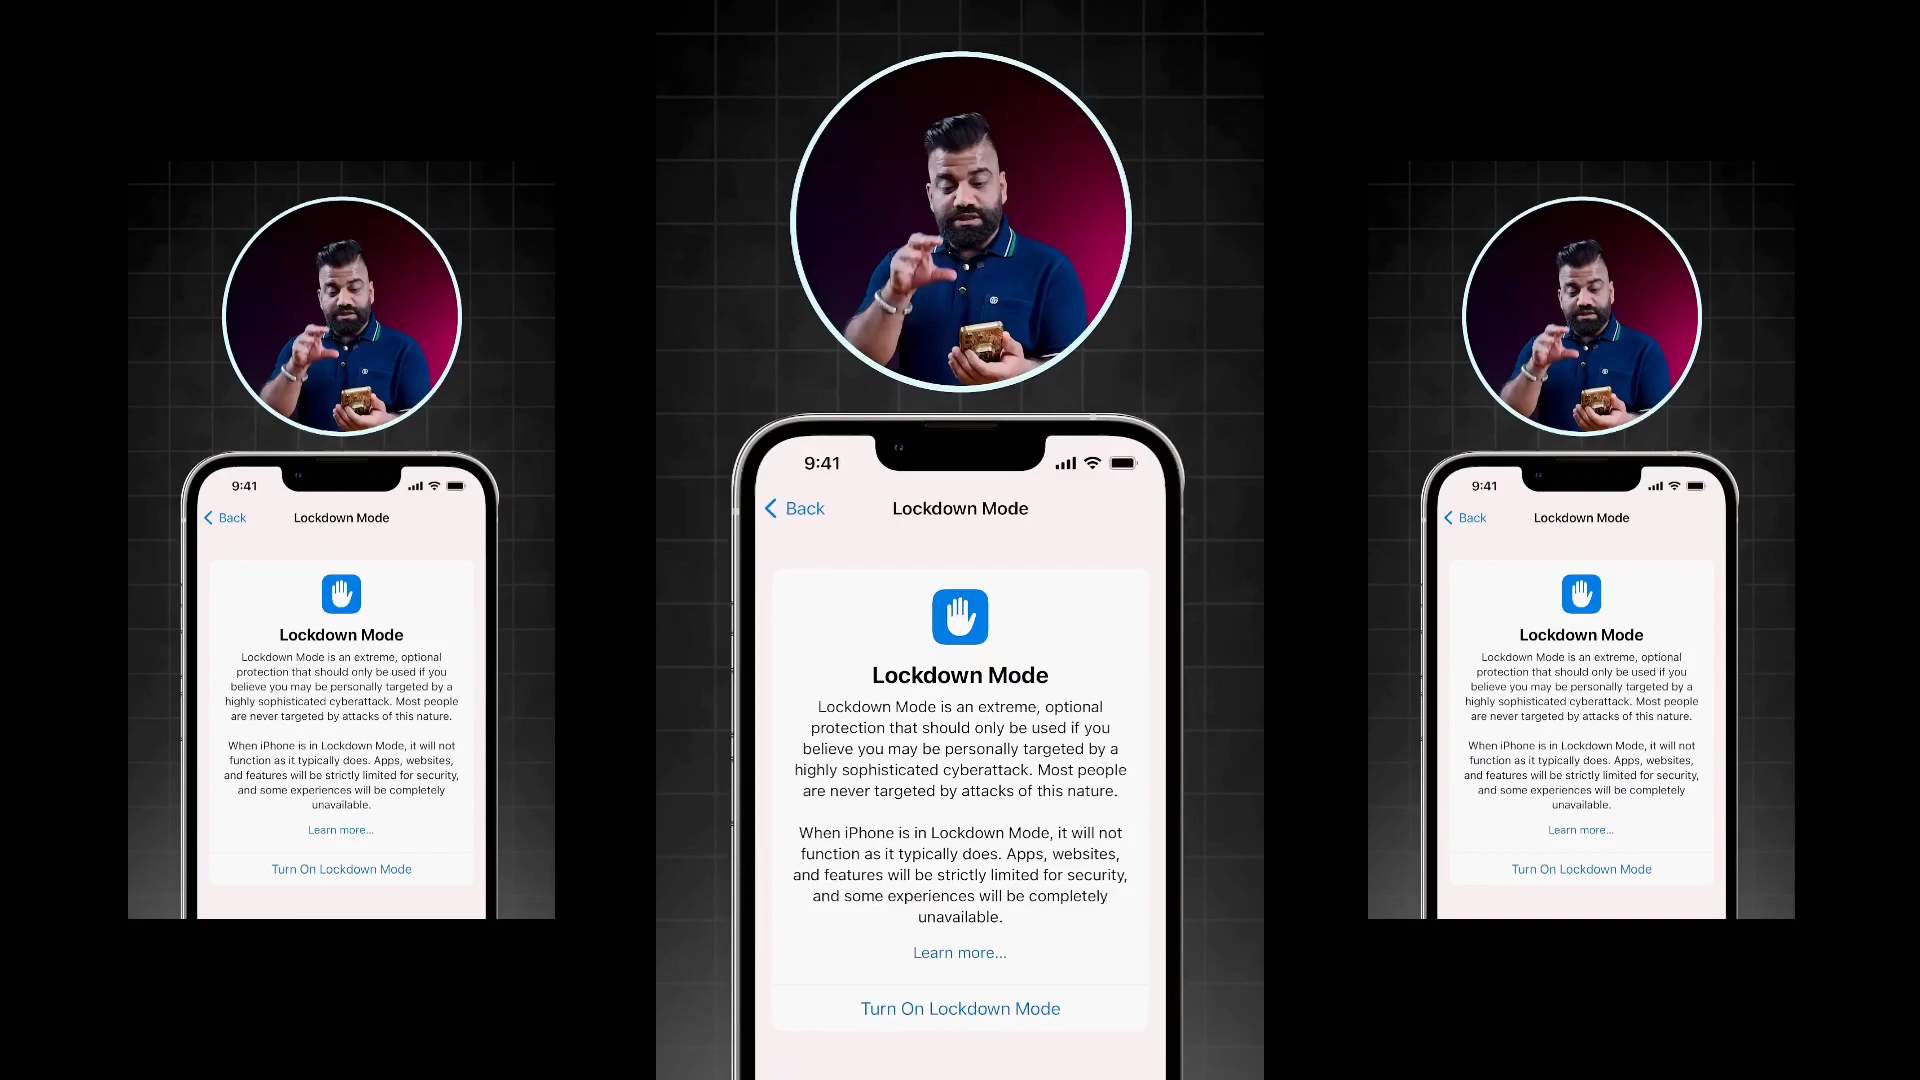 9:41
Back
Lockdown Mode
Lockdown Mode
Lockdown Mode is an extreme, optional
protection that should only be used if you
believe you may be personally targeted by a
highly sophisticated cyberattack. Most people
are never targeted by attacks of this nature.
When iPhone is in Lockdown Mode, it will not
function as it typically does. Apps, websites,
and features will be strictly limited for security,
and some experiences will be completely
unavailable.
Learn more...
Turn On Lockdown Mode
9:41
Back
Lockdown Mode
Lockdown Mode
Lockdown Mode is an extreme, optional
protection that should only be used if you
believe you may be personally targeted by a
highly sophisticated cyberattack. Most people
are never targeted by attacks of this nature.
When iPhone is in Lockdown Mode, it will not
function as it typically does. Apps, websites,
and features will be strictly limited for security,
and some experiences will be completely
unavailable.
Learn more...
Turn On Lockdown Mode
9:41
Back
Lockdown Mode
Lockdown Mode
Lockdown Mode is an extreme, optional
protection that should only be used if you
believe you may be personally targeted by a
highly sophisticated cyberattack. Most people
are never targeted by attacks of this nature.
When iPhone is in Lockdown Mode, it will not
function as it typically does. Apps, websites,
and features will be strictly limited for security,
and some experiences will be completely
unavailable.
Learn more...
Turn On Lockdown Mode